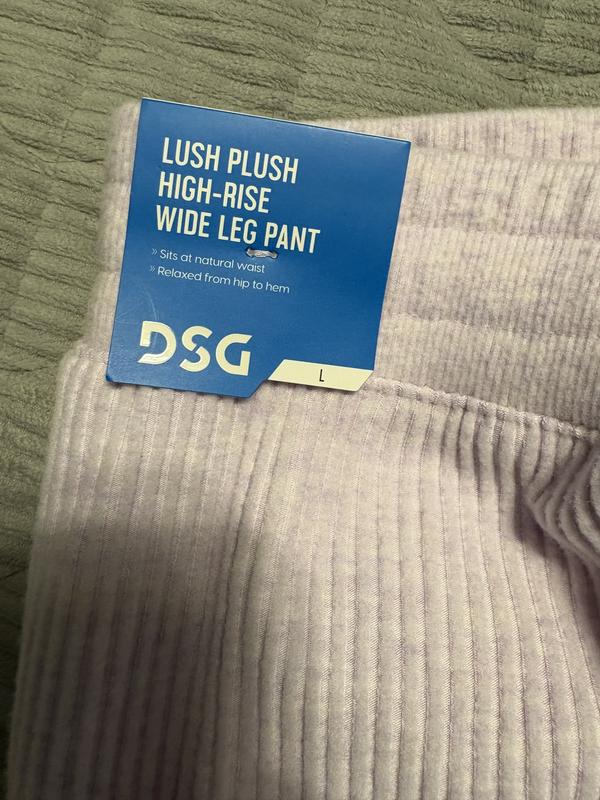 LUSH PLUSH
HIGH-RISE
WIDE LEG PANT
» Sits at natural waist
» Relaxed from hip to hem
DSG
L